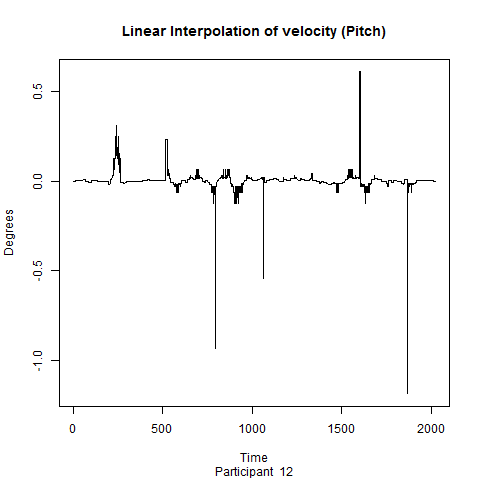 Linear Interpolation of velocity (Pitch)
Degrees
0.5
0.0
-0.5
-1.0
0 500 1000 1500 2000
Time
Participant 12